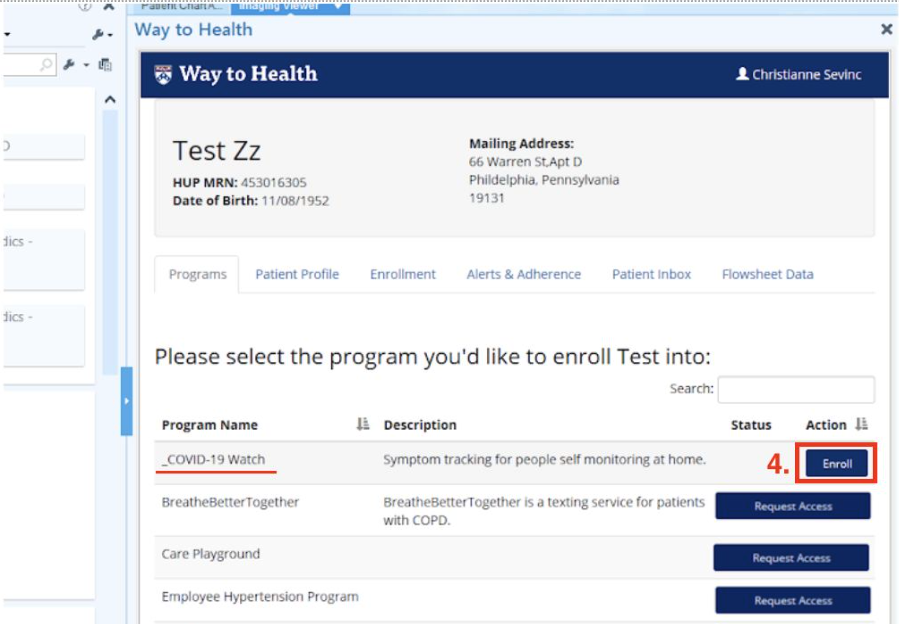 Patient ChartA...
Imaging Viewer
Way to Health
Way to Health
Christianne Sevinc
Test Zz
HUP MRN: 453016305
Date of Birth: 11/08/1952
Mailing Address:
66 Warren St,Apt D
Phildelphia, Pennsylvania
19131
dics -
dics -
Programs
Patient Profile
Enrollment
Alerts & Adherence
Patient Inbox
Flowsheet Data
Please select the program you'd like to enroll Test into:
Search:
Program Name
Description
Status
Action
_COVID-19 Watch
Symptom tracking for people self monitoring at home.
4.
Enroll
BreatheBetterTogether
BreatheBetterTogether is a texting service for patients
with COPD.
Request Access
Care Playground
Request Access
Employee Hypertension Program
Request Access